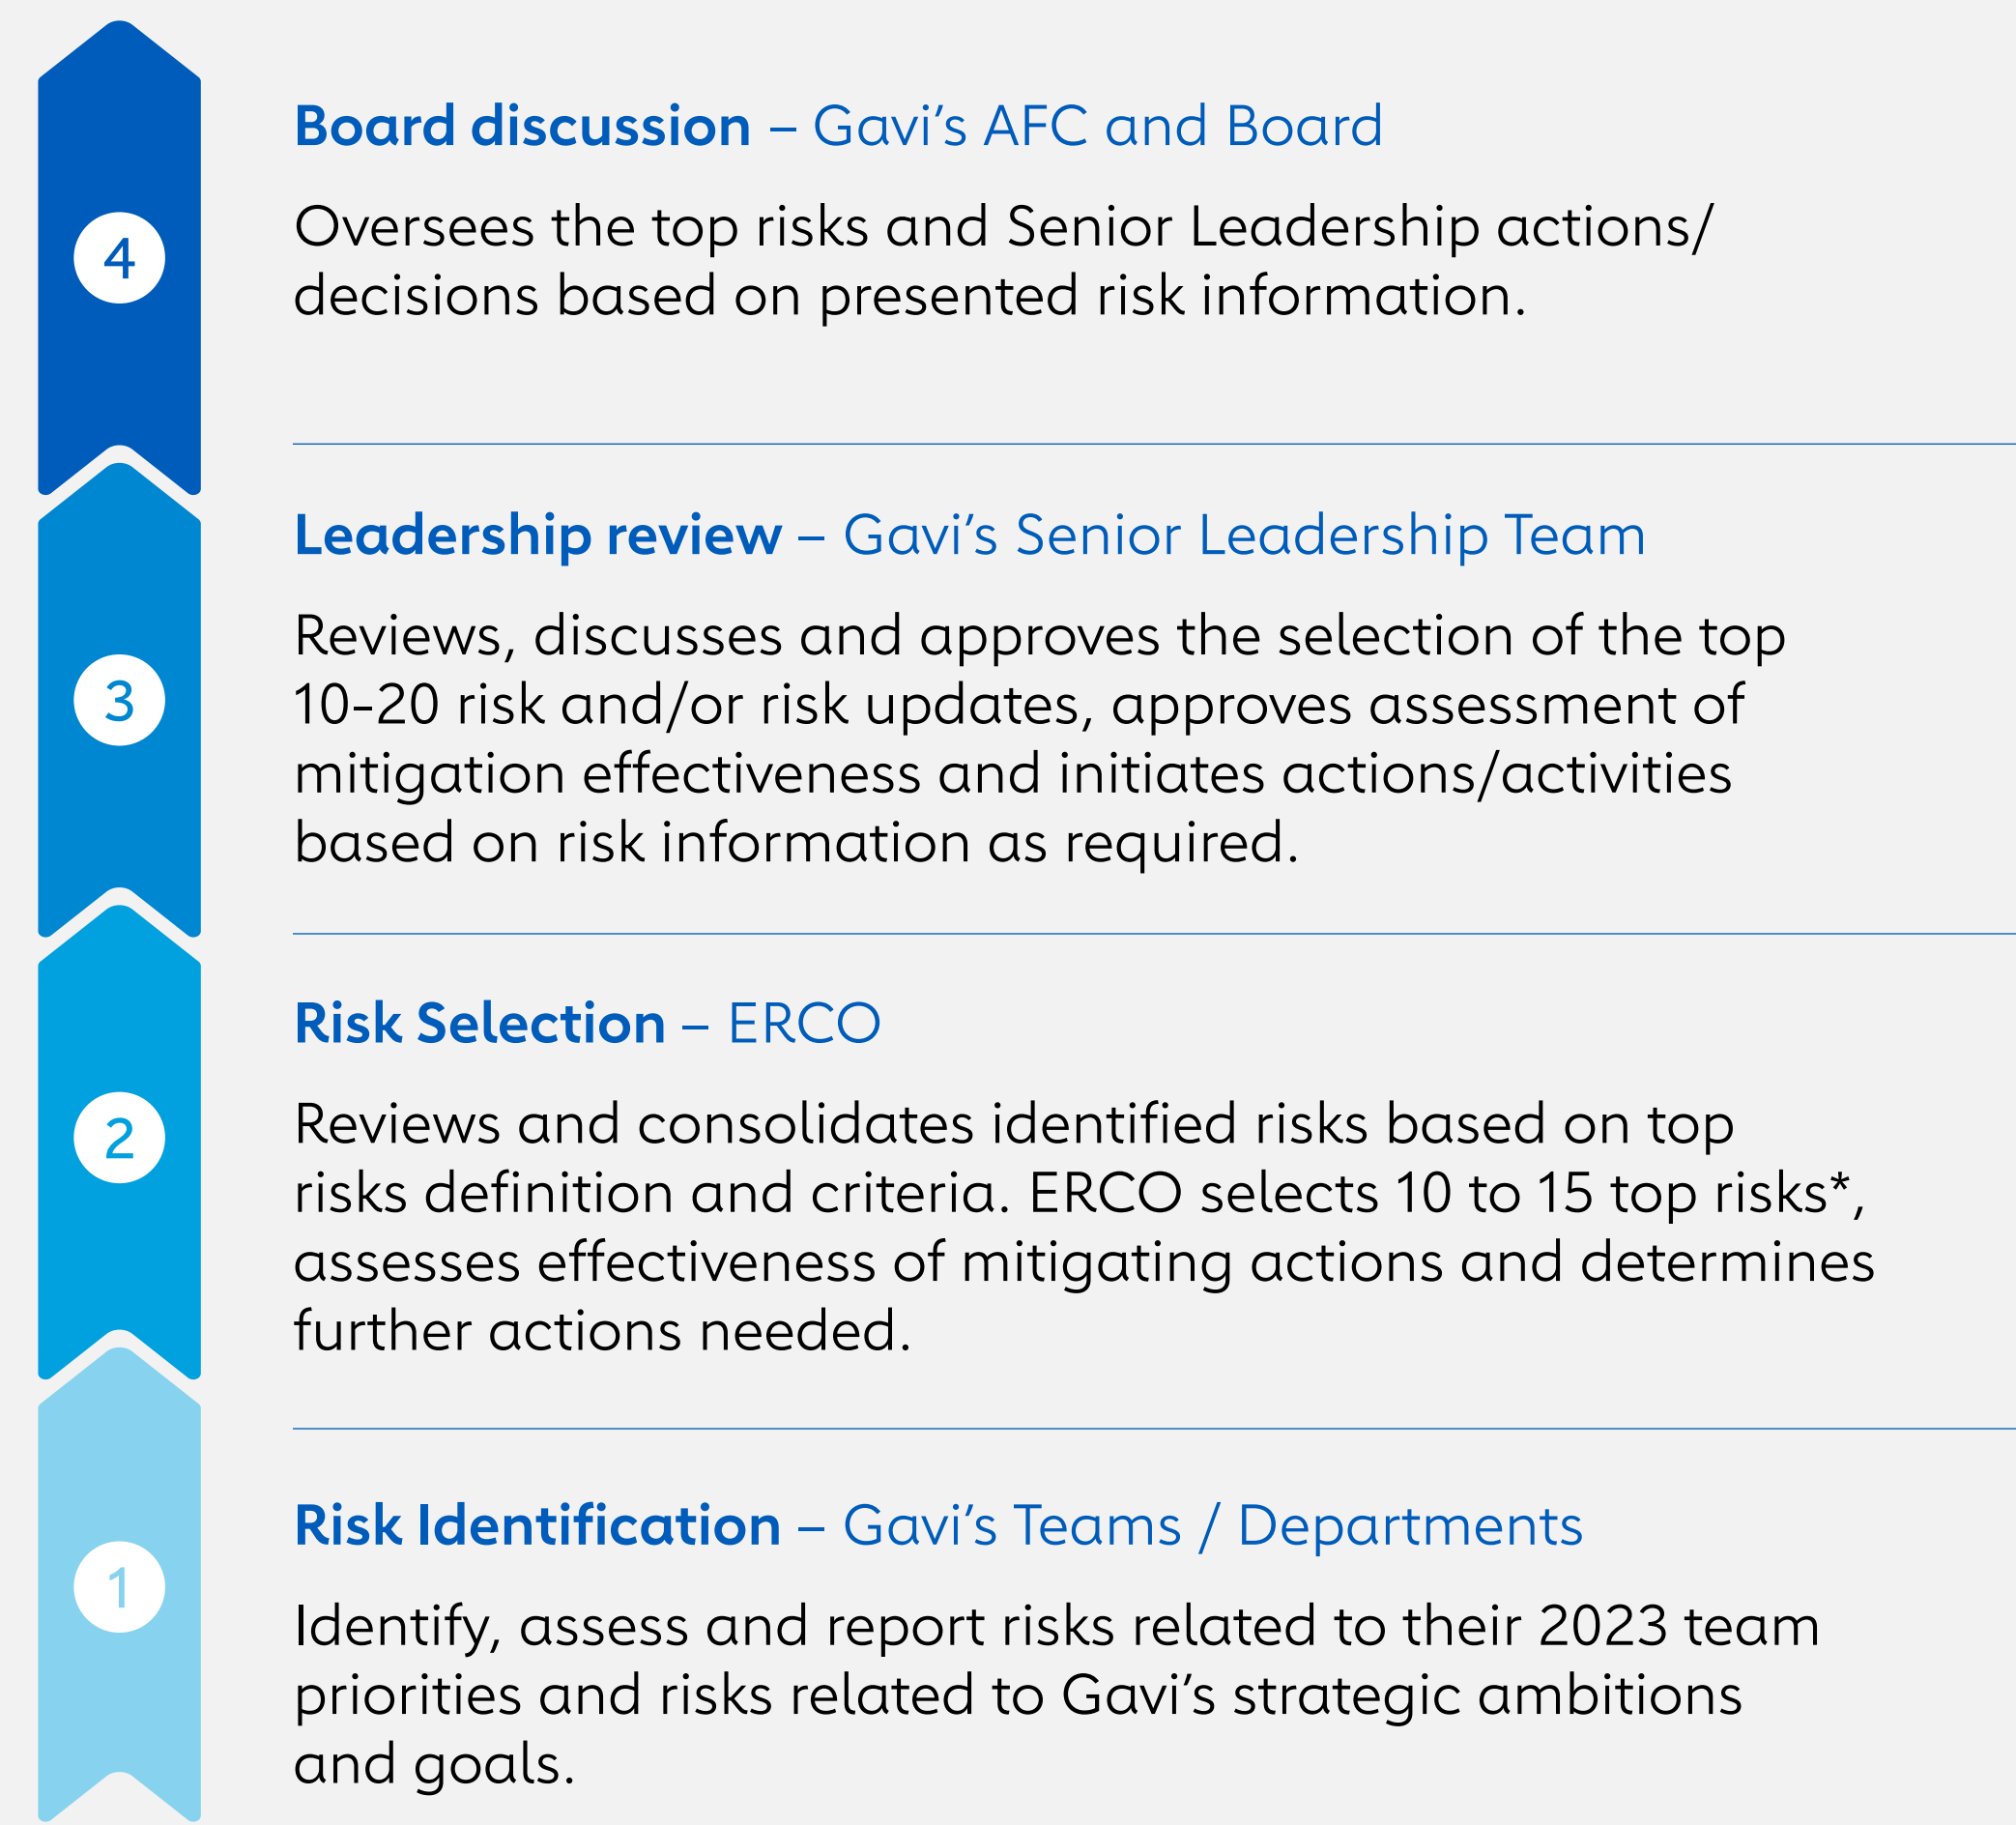 Board discussion – Gavi’s AFC and Board
4
Oversees the top risks and Senior Leadership actions/
decisions based on presented risk information.
Leadership review – Gavi’s Senior Leadership Team
3
Reviews, discusses and approves the selection of the top
10–20 risk and/or risk updates, approves assessment of
mitigation effectiveness and initiates actions/activities
based on risk information as required.
Risk Selection – ERCO
2
Reviews and consolidates identified risks based on top
risks definition and criteria. ERCO selects 10 to 15 top risks*,
assesses effectiveness of mitigating actions and determines
further actions needed.
Risk Identification – Gavi’s Teams / Departments
1
Identify, assess and report risks related to their 2023 team
priorities and risks related to Gavi’s strategic ambitions
and goals.